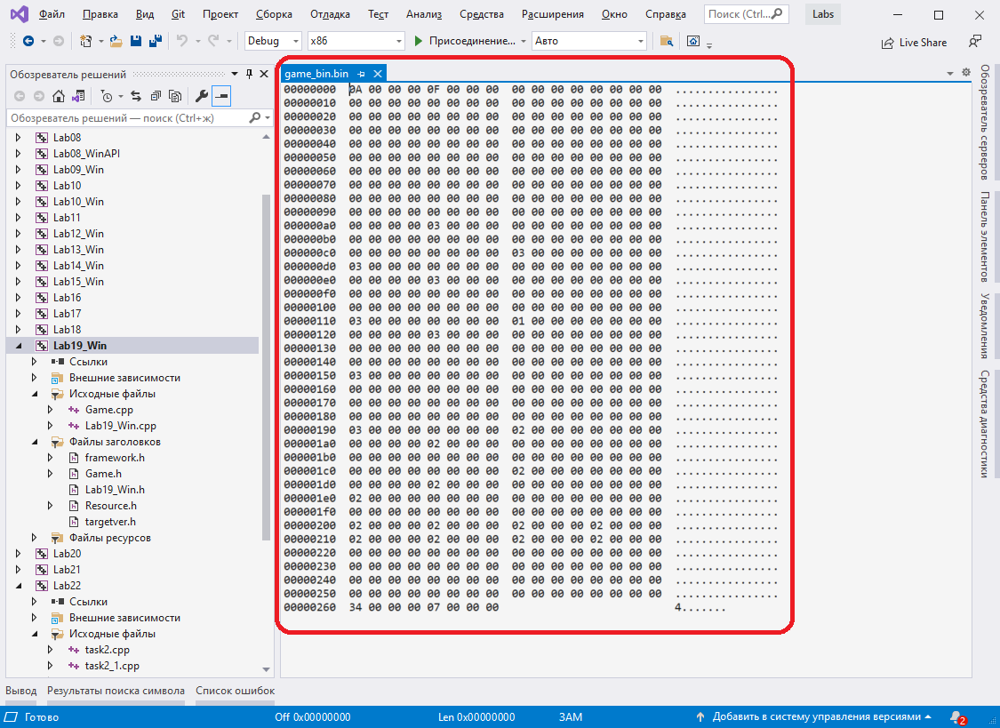 Файл Правка Вид Git Проект Сборка Отладка Тест Анализ Средства Расширения Окно Справка Поиск (Ctrl... Labs
Debug x86 Присоединение... Авто Live Share
Обозреватель решений
Обозреватель решений — поиск (Ctrl+ж)
Lab08
Lab08_WinAPI
Lab09_Win
Lab10
Lab10_Win
Lab11
Lab12_Win
Lab13_Win
Lab14_Win
Lab15_Win
Lab16
Lab17
Lab18
Lab19_Win
Ссылки
Внешние зависимости
Исходные файлы
Game.cpp
Lab19_Win.cpp
Файлы заголовков
framework.h
Game.h
Lab19_Win.h
Resource.h
targetver.h
Файлы ресурсов
Lab20
Lab21
Lab22
Ссылки
Внешние зависимости
Исходные файлы
task2.cpp
task2_1.cpp
game_bin.bin
00000000 0A 00 00 00 0F 00 00 00 00 00 00 00 00 00 00 00 ................
00000010 00 00 00 00 00 00 00 00 00 00 00 00 00 00 00 00 ................
00000020 00 00 00 00 00 00 00 00 00 00 00 00 00 00 00 00 ................
00000030 00 00 00 00 00 00 00 00 00 00 00 00 00 00 00 00 ................
00000040 00 00 00 00 00 00 00 00 00 00 00 00 00 00 00 00 ................
00000050 00 00 00 00 00 00 00 00 00 00 00 00 00 00 00 00 ................
00000060 00 00 00 00 00 00 00 00 00 00 00 00 00 00 00 00 ................
00000070 00 00 00 00 00 00 00 00 00 00 00 00 00 00 00 00 ................
00000080 00 00 00 00 00 00 00 00 00 00 00 00 00 00 00 00 ................
00000090 00 00 00 00 00 00 00 00 00 00 00 00 00 00 00 00 ................
000000a0 00 00 00 00 03 00 00 00 00 00 00 00 00 00 00 00 ................
000000b0 00 00 00 00 00 00 00 00 00 00 00 00 00 00 00 00 ................
000000c0 00 00 00 00 00 00 00 00 03 00 00 00 00 00 00 00 ................
000000d0 03 00 00 00 00 00 00 00 00 00 00 00 00 00 00 00 ................
000000e0 00 00 00 00 03 00 00 00 00 00 00 00 00 00 00 00 ................
000000f0 00 00 00 00 00 00 00 00 00 00 00 00 00 00 00 00 ................
00000100 00 00 00 00 00 00 00 00 00 00 00 00 00 00 00 00 ................
00000110 03 00 00 00 00 00 00 00 01 00 00 00 00 00 00 00 ................
00000120 00 00 00 00 03 00 00 00 00 00 00 00 00 00 00 00 ................
00000130 00 00 00 00 00 00 00 00 00 00 00 00 00 00 00 00 ................
00000140 00 00 00 00 00 00 00 00 00 00 00 00 00 00 00 00 ................
00000150 03 00 00 00 00 00 00 00 00 00 00 00 00 00 00 00 ................
00000160 00 00 00 00 00 00 00 00 00 00 00 00 00 00 00 00 ................
00000170 00 00 00 00 00 00 00 00 00 00 00 00 00 00 00 00 ................
00000180 00 00 00 00 00 00 00 00 00 00 00 00 00 00 00 00 ................
00000190 03 00 00 00 00 00 00 00 02 00 00 00 00 00 00 00 ................
000001a0 00 00 00 00 02 00 00 00 00 00 00 00 00 00 00 00 ................
000001b0 00 00 00 00 00 00 00 00 00 00 00 00 00 00 00 00 ................
000001c0 00 00 00 00 00 00 00 00 02 00 00 00 00 00 00 00 ................
000001d0 00 00 00 00 02 00 00 00 00 00 00 00 00 00 00 00 ................
000001e0 02 00 00 00 00 00 00 00 00 00 00 00 00 00 00 00 ................
000001f0 00 00 00 00 00 00 00 00 00 00 00 00 00 00 00 00 ................
00000200 02 00 00 00 02 00 00 00 02 00 00 00 02 00 00 00 ................
00000210 02 00 00 00 02 00 00 00 02 00 00 00 02 00 00 00 ................
00000220 00 00 00 00 00 00 00 00 00 00 00 00 00 00 00 00 ................
00000230 00 00 00 00 00 00 00 00 00 00 00 00 00 00 00 00 ................
00000240 00 00 00 00 00 00 00 00 00 00 00 00 00 00 00 00 ................
00000250 00 00 00 00 00 00 00 00 00 00 00 00 00 00 00 00 ................
00000260 34 00 00 00 07 00 00 00 4.......
Обозреватель серверов
Панель элементов
Уведомления
Средства диагностики
Вывод Результаты поиска символа Список ошибок
Готово Off 0x00000000 Len 0x00000000 ЗАМ Добавить в систему управления версиями 2